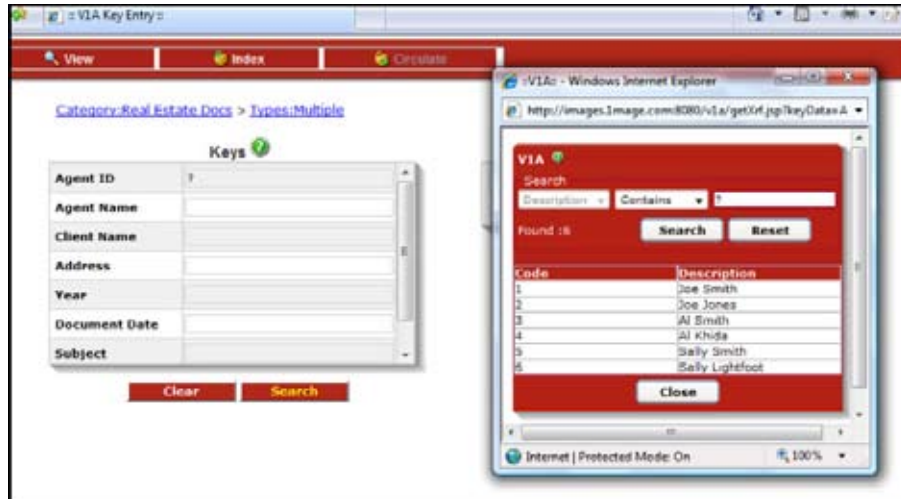 :: V1A Key Entry ::
View Index Circulate
Category:Real Estate Docs > Types:Multiple
Keys ?
Agent ID ?
Agent Name
Client Name
Address
Year
Document Date
Subject
Clear Search
::V1A:: - Windows Internet Explorer
http://images.1mage.com:8080/v1a/getXrf.jsp?keyData=A
V1A ?
Search
Description Contains ?
Found :6 Search Reset
Code Description
1 Joe Smith
2 Joe Jones
3 Al Smith
4 Al Khida
5 Sally Smith
6 Sally Lightfoot
Close
Internet | Protected Mode: On 100%